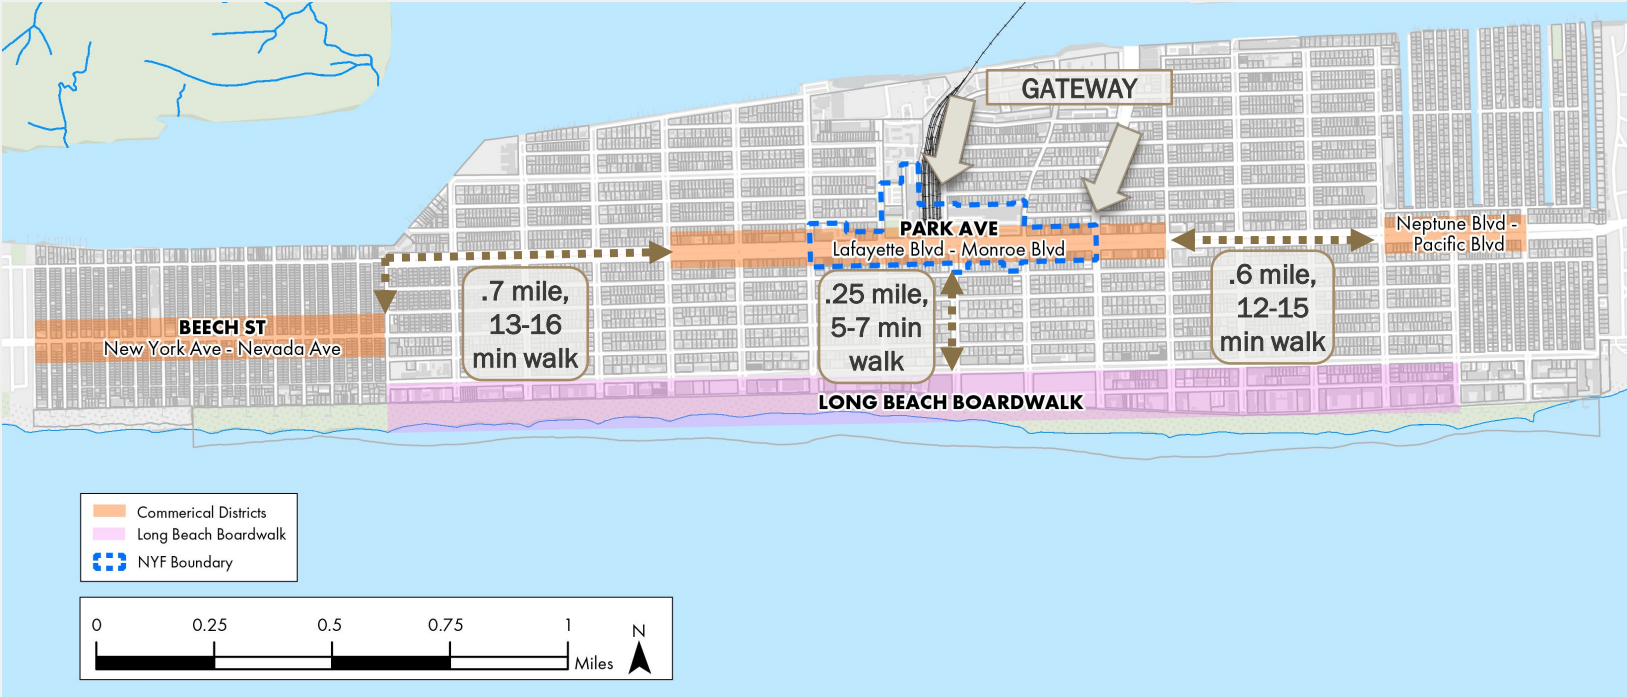 GATEWAY
PARK AVE
Lafayette Blvd - Monroe Blvd
Neptune Blvd -
Pacific Blvd
BEECH ST
New York Ave - Nevada Ave
.7 mile,
13-16
min walk
.25 mile,
5-7 min
walk
.6 mile,
12-15
min walk
LONG BEACH BOARDWALK
Commerical Districts
Long Beach Boardwalk
NYF Boundary
0 0.25 0.5 0.75 1
Miles
N